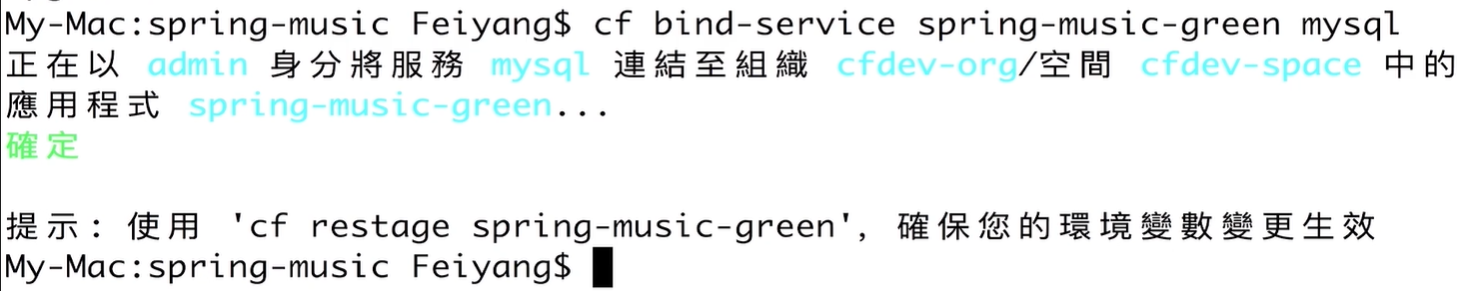 My-Mac:spring-music Feiyang$ cf bind-service spring-music-green mysql
正在以 admin 身分將服務 mysql 連結至組織 cfdev-org/空間 cfdev-space 中的
應用程式 spring-music-green...
確定
提示: 使用 'cf restage spring-music-green', 確保您的環境變數變更生效
My-Mac:spring-music Feiyang$